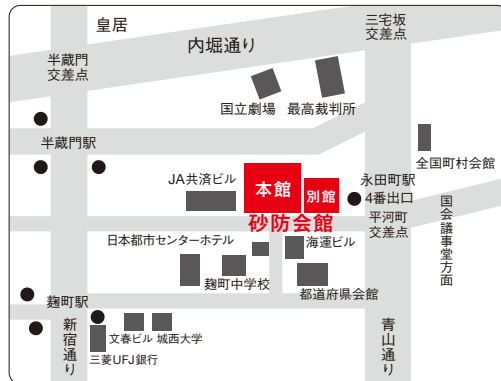 皇居
内堀通り
三宅坂
交差点
半蔵門
交差点
国立劇場
最高裁判所
半蔵門駅
全国町村会館
JA共済ビル
本館
別館
永田町駅
4番出口
砂防会館
平河町
交差点
国会議事堂方面
日本都市センターホテル
海運ビル
麹町中学校
都道府県会館
麹町駅
新宿通り
文春ビル
城西大学
三菱UFJ銀行
青山通り